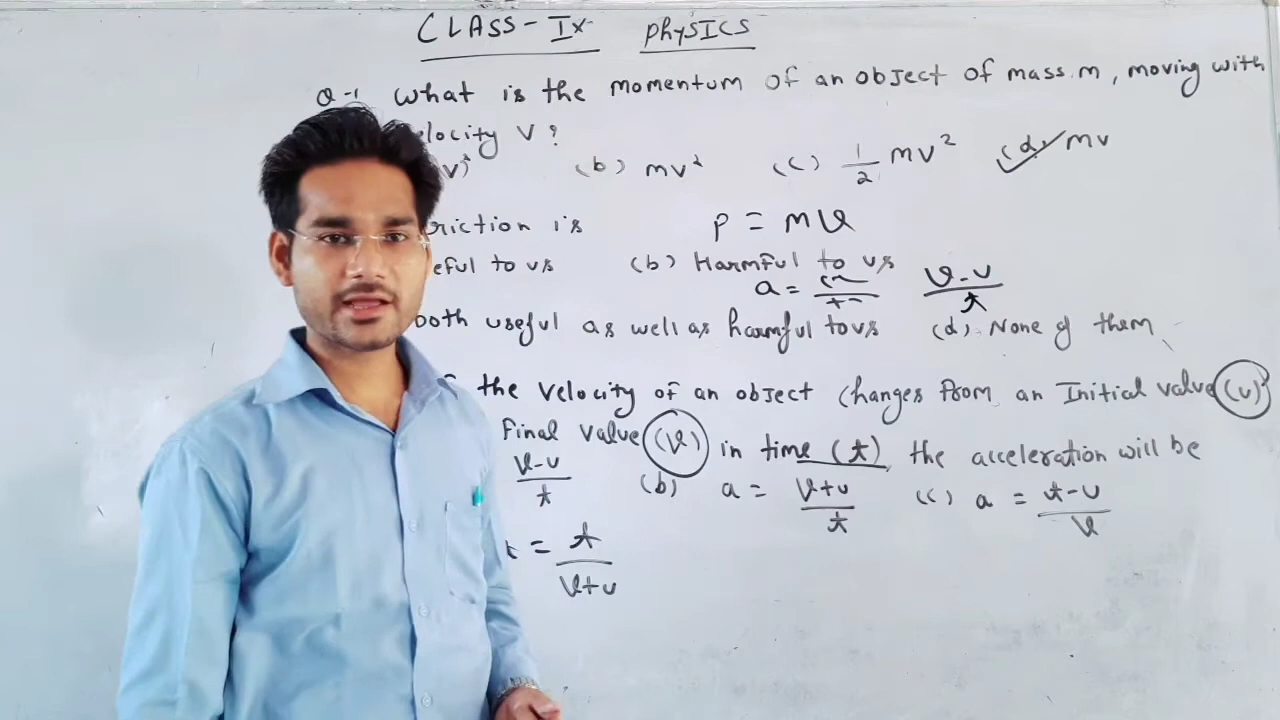 CLASS-IX PHYSICS
Q-1 What is the momentum of an object of mass m, moving with
elocity V?
V)² (b) mv² (c) 1/2 mv² (d) mv
riction is P = mv
eful to us (b) Harmful to us
a = v-u/t
both useful as well as harmful to us (d) None of them
the velocity of an object changes from an Initial value (u)
Final value (v) in time (t), the acceleration will be
v-u/t (b) a = v+u/t (c) a = t-u/v
= t/v+u